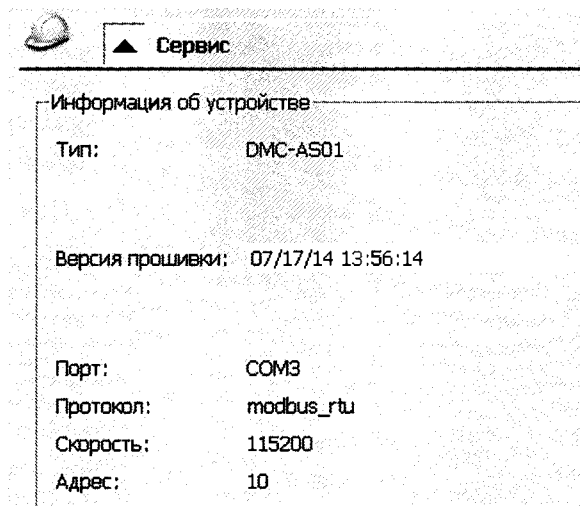 Сервис
Информация об устройстве
Тип: DMC-AS01
Версия прошивки: 07/17/14 13:56:14
Порт: COM3
Протокол: modbus_rtu
Скорость: 115200
Адрес: 10